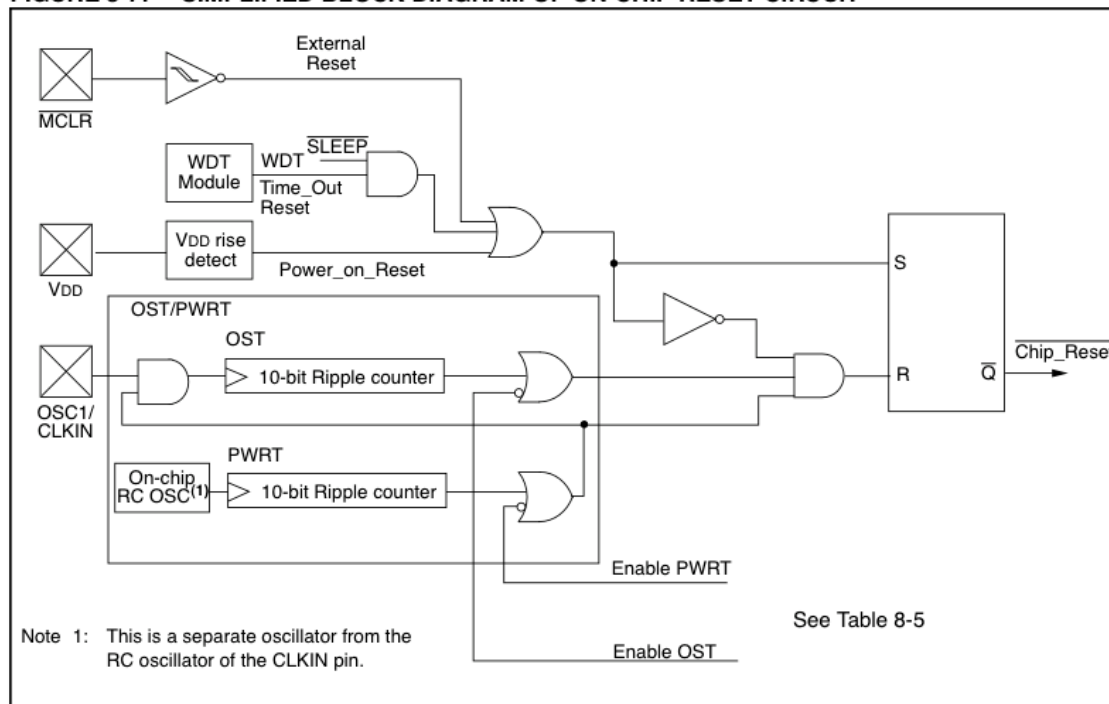 FIGURE SIMPLIFIED BLOCK DIAGRAM OF ON-CHIP RESET CIRCUIT
External
Reset
MCLR
SLEEP
WDT
Module
WDT
Time_Out
Reset
VDD rise
detect
Power_on_Reset
VDD
S
OST/PWRT
OST
10-bit Ripple counter
Chip_Reset
R
Q
OSC1/
CLKIN
PWRT
On-chip
RC OSC(1)
10-bit Ripple counter
Enable PWRT
See Table 8-5
Enable OST
Note 1: This is a separate oscillator from the
RC oscillator of the CLKIN pin.